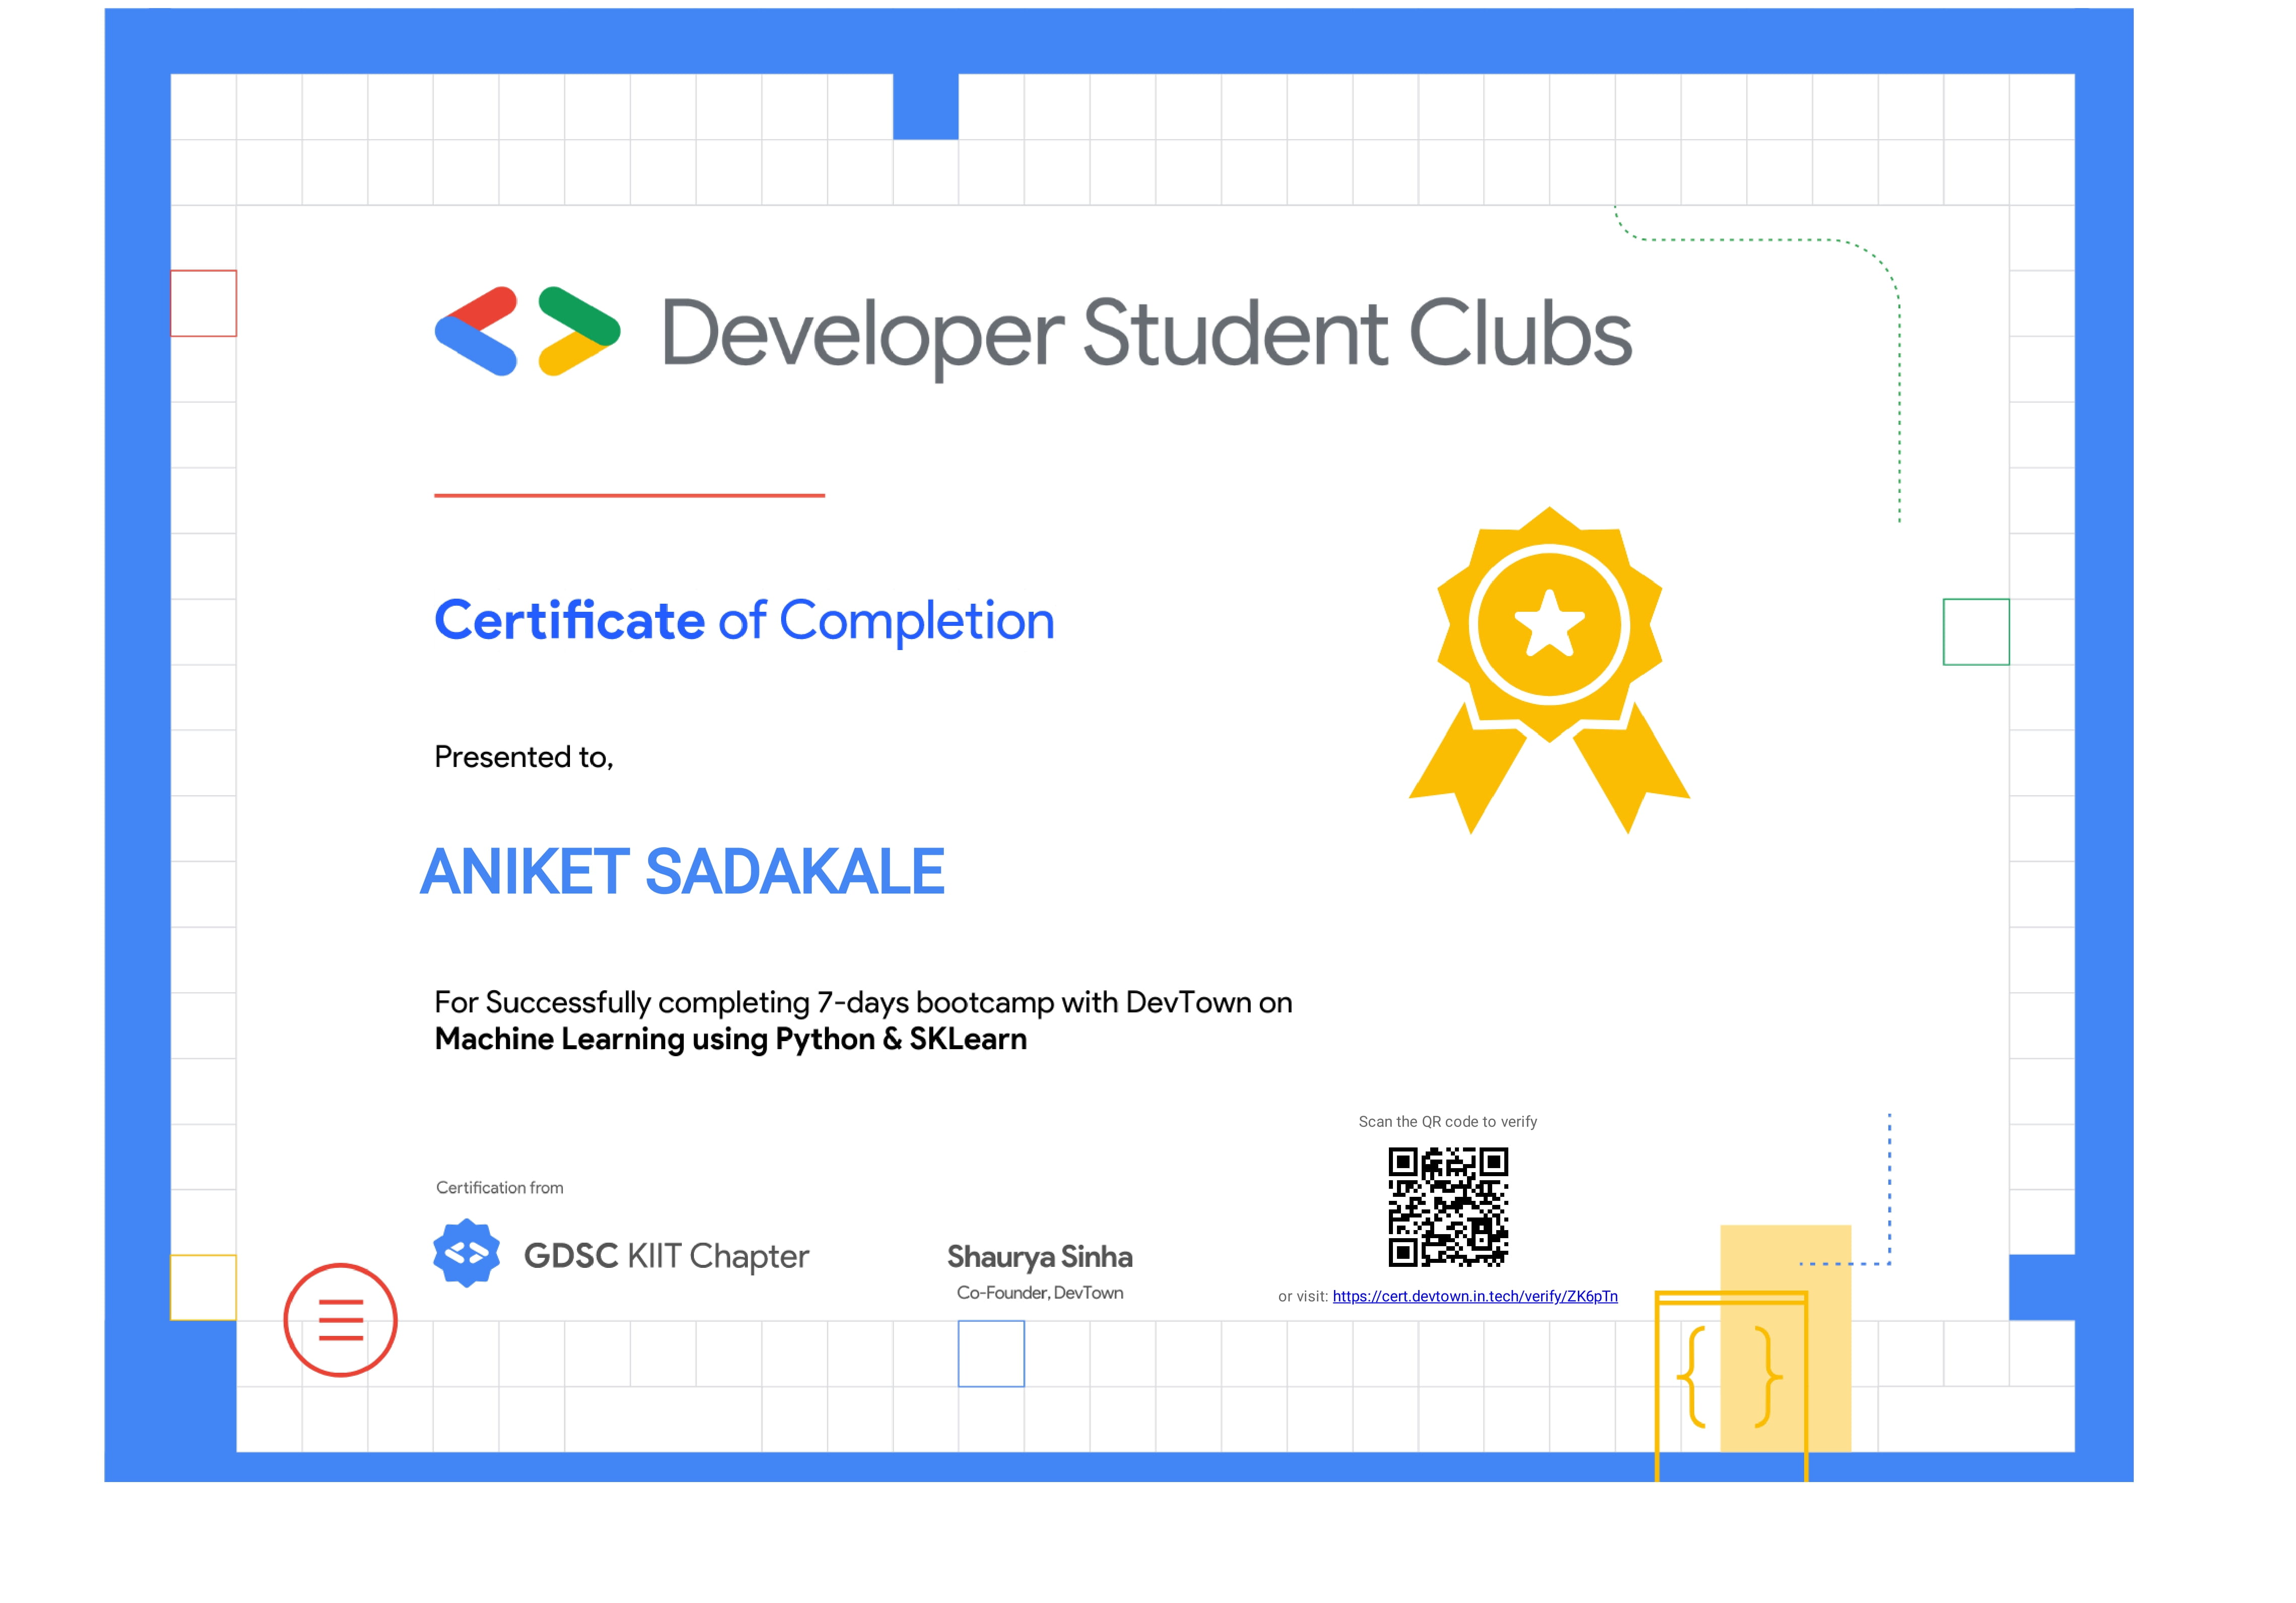 Developer Student Clubs
Certificate of Completion
Presented to,
ANIKET SADAKALE
For Successfully completing 7-days bootcamp with DevTown on
Machine Learning using Python & SKLearn
Scan the QR code to verify
Certification from
GDSC KIIT Chapter
Shaurya Sinha
Co-Founder, DevTown
or visit: https://cert.devtown.in.tech/verify/ZK6pTn
{ }